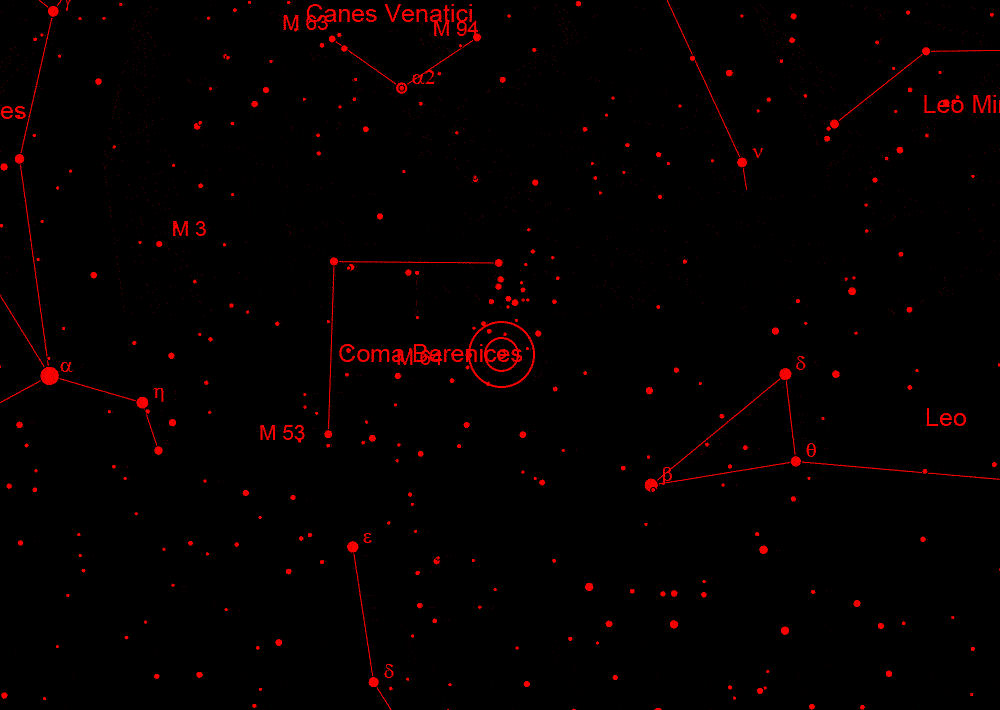 Canes Venatici
M 63
M 94
γ
α2
es
Leo Mi
ν
M 3
Coma Berenices
M 64
α
δ
η
Leo
M 53
θ
β
ε
δ